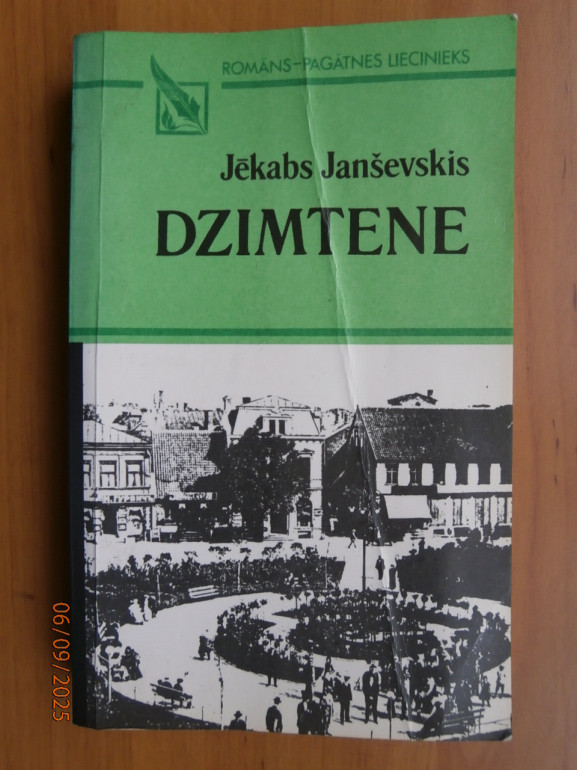 ROMĀNS-PAGĀTNES LIECINIEKS
Jēkabs Janševskis
DZIMTENE
06/09/2025